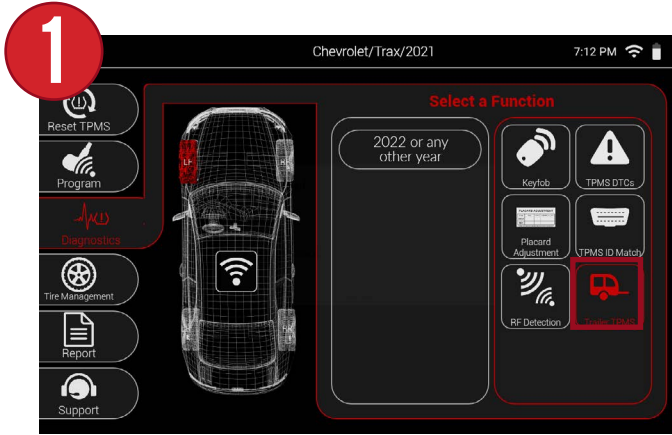 1
Chevrolet/Trax/2021
7:12 PM
Reset TPMS
Program
Diagnostics
Tire Management
Report
Support
LF
Select a Function
2022 or any
other year
Keyfob
TPMS DTCs
Placard
Adjustment
TPMS ID Match
RF Detection
Trailer TPMS